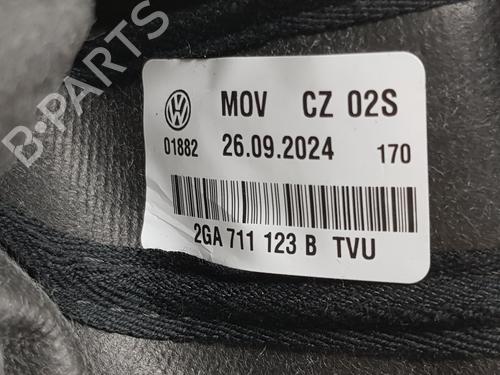 B-PARTS
MOV CZ 02S
01882 26.09.2024 170
2GA 711 123 B TVU